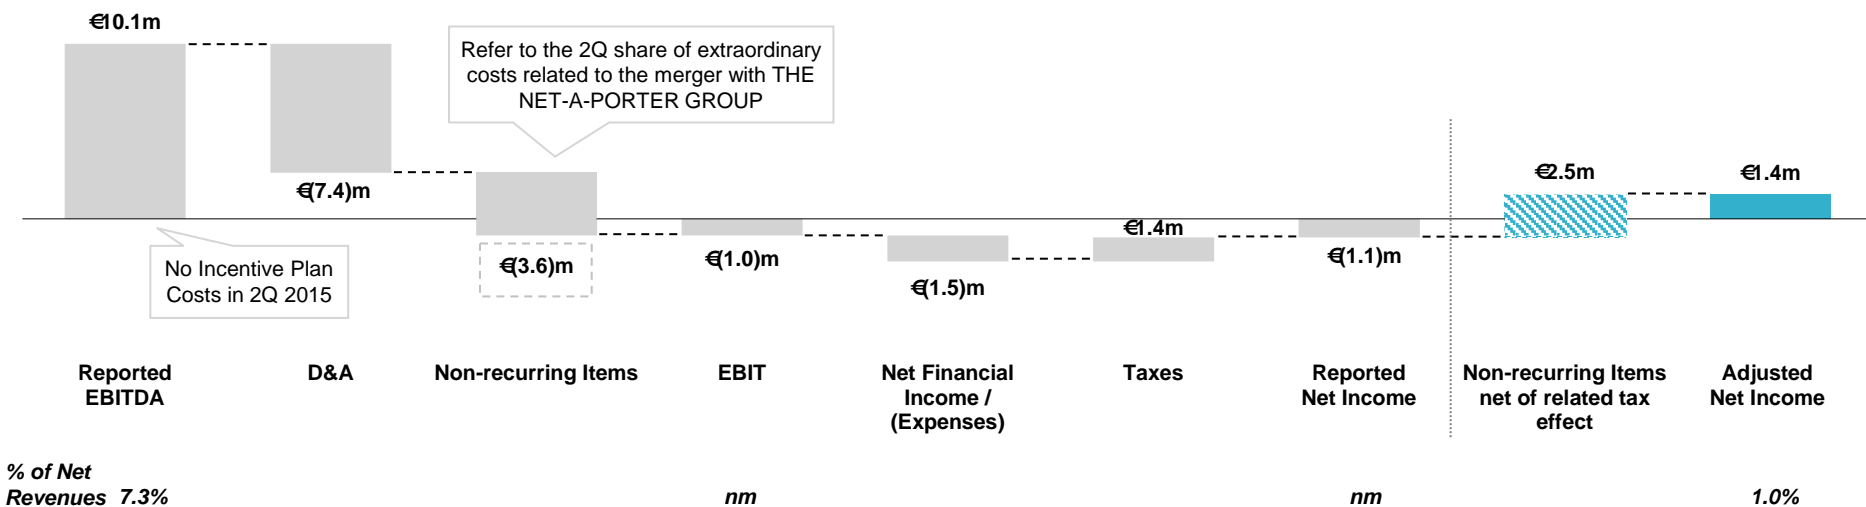 €10.1m
Refer to the 2Q share of extraordinary
costs related to the merger with THE
NET-A-PORTER GROUP
€(7.4)m
No Incentive Plan
Costs in 2Q 2015
€(3.6)m
€(1.0)m
€(1.5)m
€1.4m
€(1.1)m
€2.5m
€1.4m
Reported
EBITDA
D&A
Non-recurring Items
EBIT
Net Financial
Income /
(Expenses)
Taxes
Reported
Net Income
Non-recurring Items
net of related tax
effect
Adjusted
Net Income
% of Net
Revenues 7.3% nm nm 1.0%